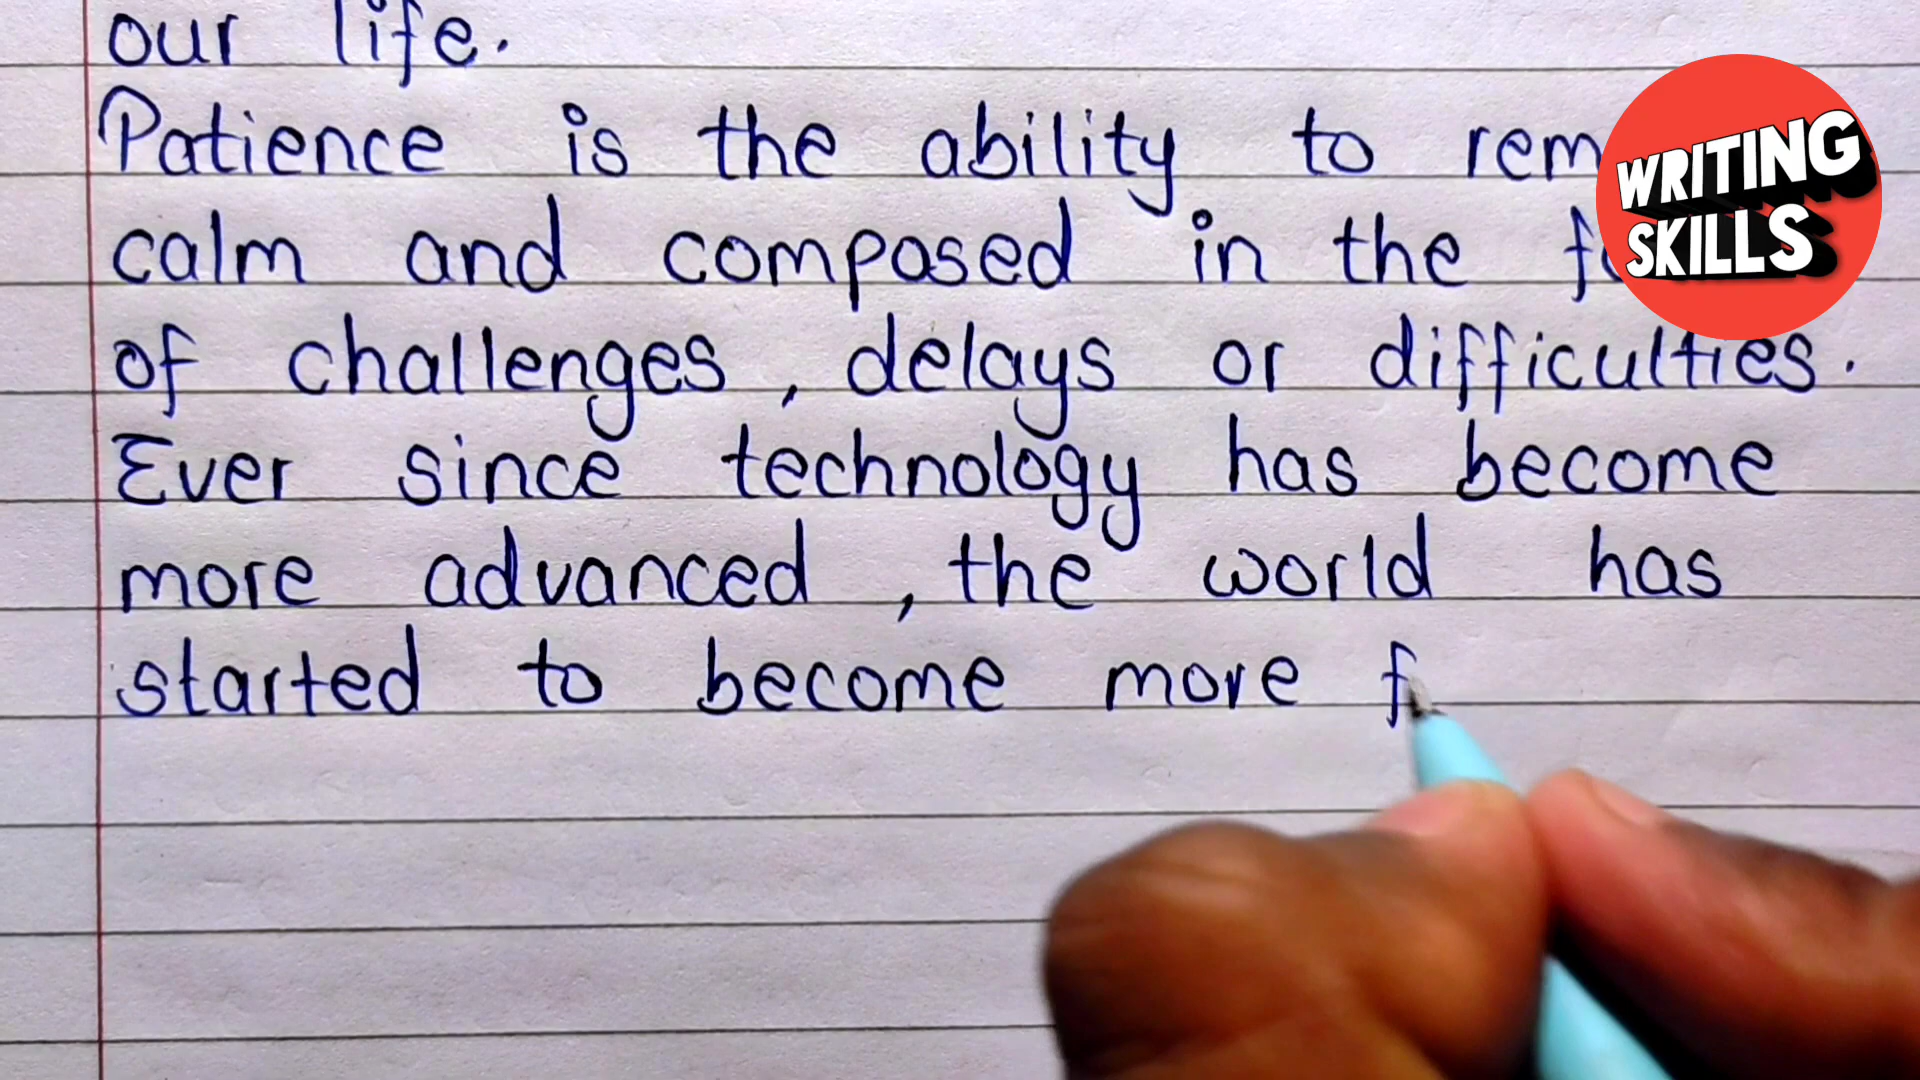 our life.
Patience is the ability to
calm and composed in the
of challenges, delays or difficulties.
Ever since technology has become
more advanced, the world has
started to become more
WRITING
SKILLS